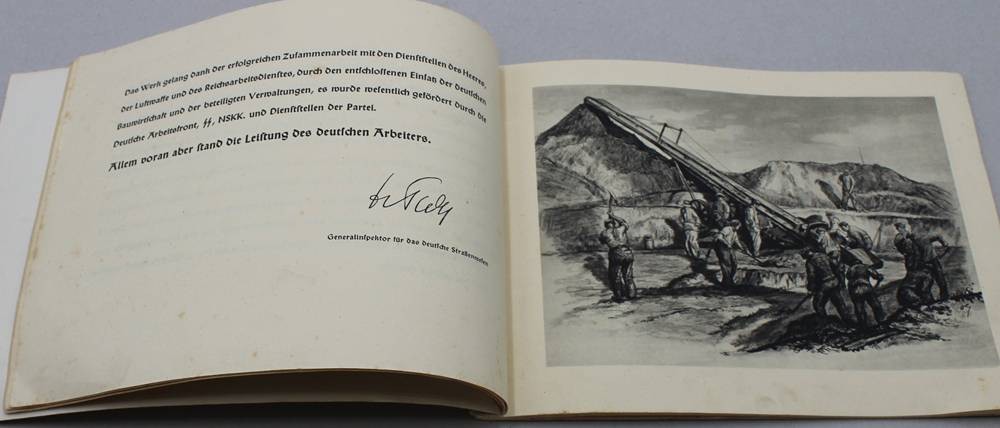 Das Werk gelang dank der erfolgreichen Zusammenarbeit mit den Dienststellen des Heeres,
der Luftwaffe und des Reichsarbeitsdienstes, durch den entschlossenen Einsatz der deutschen
Bauwirtschaft und der beteiligten Verwaltungen, es wurde wesentlich gefördert durch die
Deutsche Arbeitsfront, ᛋᛋ, NSKK. und Dienststellen der Partei.
Allem voran aber stand die Leistung des deutschen Arbeiters.
Generalinspektor für das deutsche Straßenwesen